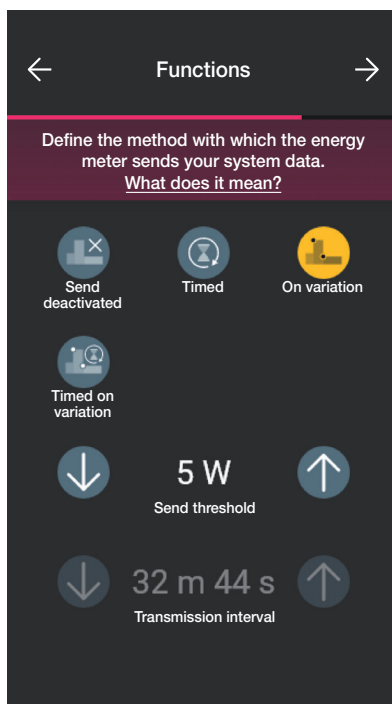 Functions
Define the method with which the energy
meter sends your system data.
What does it mean?
Send
deactivated
Timed
On variation
Timed on
variation
5 W
Send threshold
32 m 44 s
Transmission interval